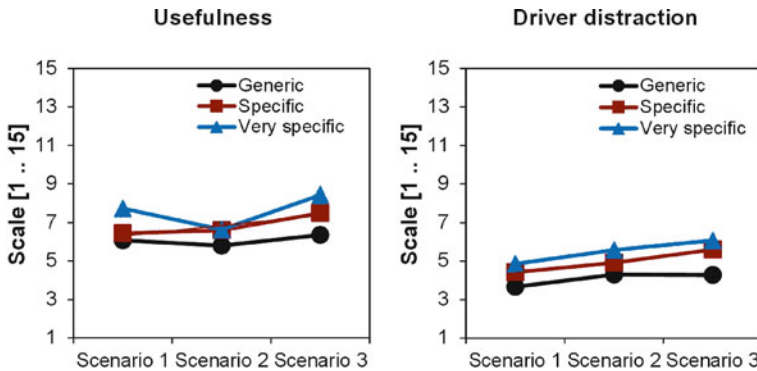 Usefulness
Scale [1 .. 15]
15
13
11
9
7
5
3
1
Generic
Specific
Very specific
Scenario 1 Scenario 2 Scenario 3
Driver distraction
Scale [1 .. 15]
15
13
11
9
7
5
3
1
Generic
Specific
Very specific
Scenario 1 Scenario 2 Scenario 3